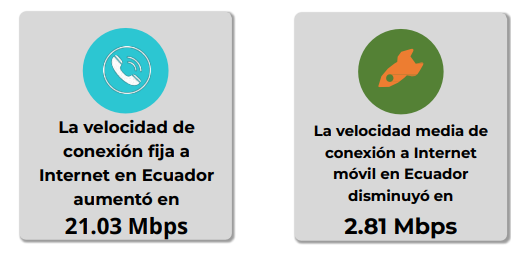 La velocidad de
conexión fija a
Internet en Ecuador
aumentó en
21.03 Mbps
La velocidad media de
conexión a Internet
móvil en Ecuador
disminuyó en
2.81 Mbps